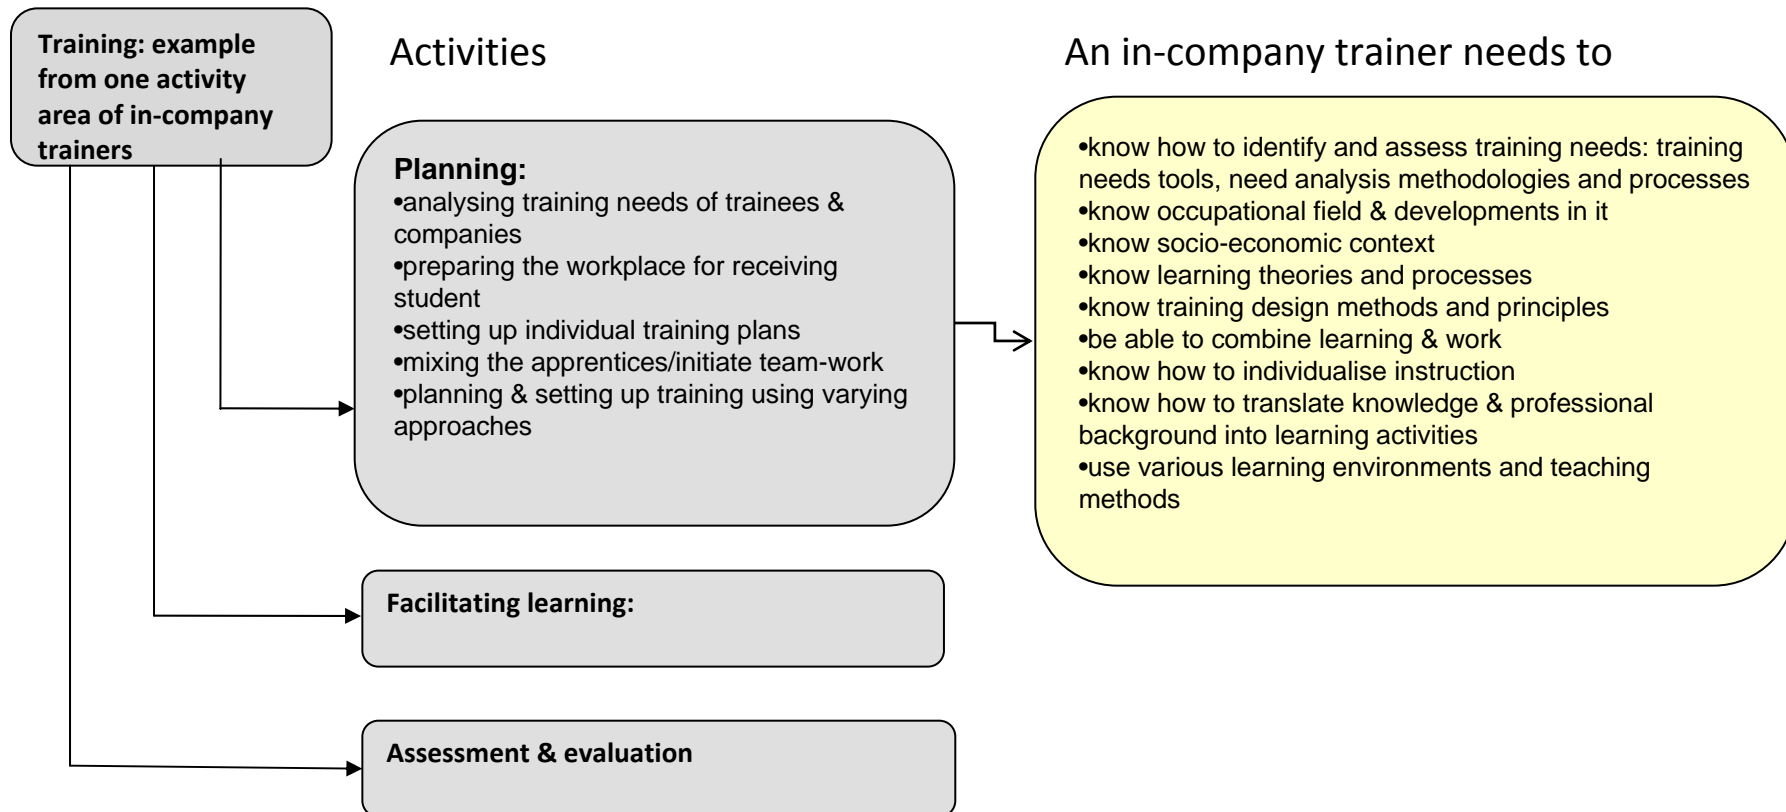 Training: example
from one activity
area of in-company
trainers
Activities
Planning:
•analysing training needs of trainees &
companies
•preparing the workplace for receiving
student
•setting up individual training plans
•mixing the apprentices/initiate team-work
•planning & setting up training using varying
approaches
Facilitating learning:
Assessment & evaluation
An in-company trainer needs to
•know how to identify and assess training needs: training
needs tools, need analysis methodologies and processes
•know occupational field & developments in it
•know socio-economic context
•know learning theories and processes
•know training design methods and principles
•be able to combine learning & work
•know how to individualise instruction
•know how to translate knowledge & professional
background into learning activities
•use various learning environments and teaching
methods